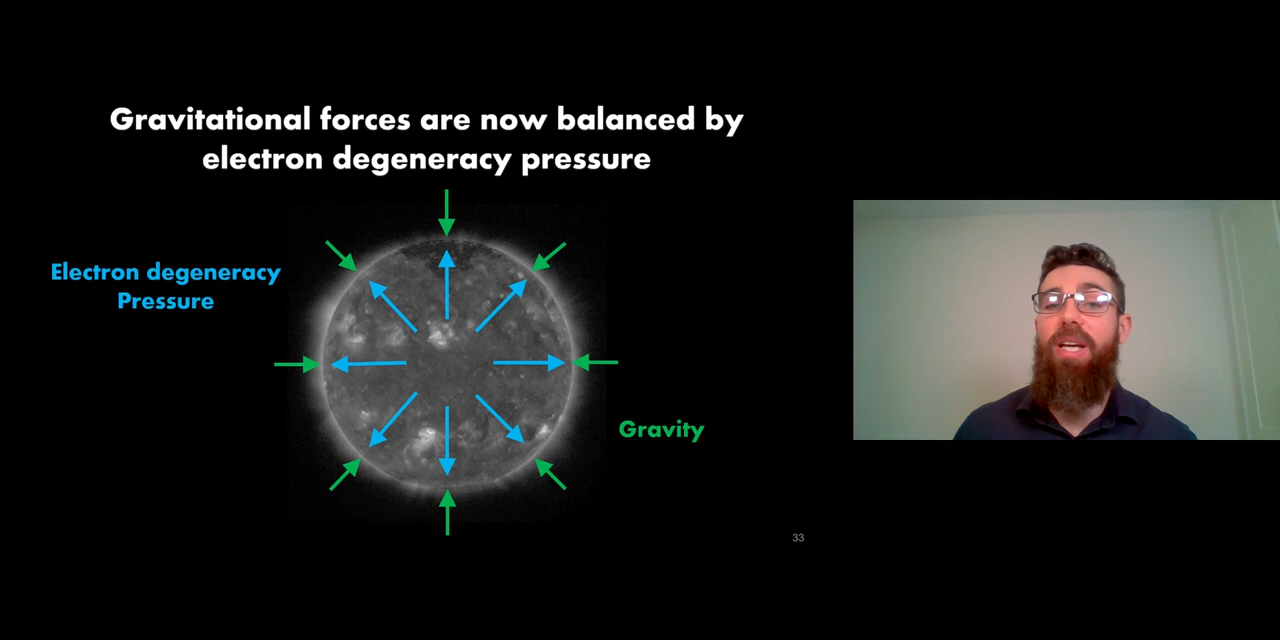 Gravitational forces are now balanced by
electron degeneracy pressure
Electron degeneracy
Pressure
Gravity
33